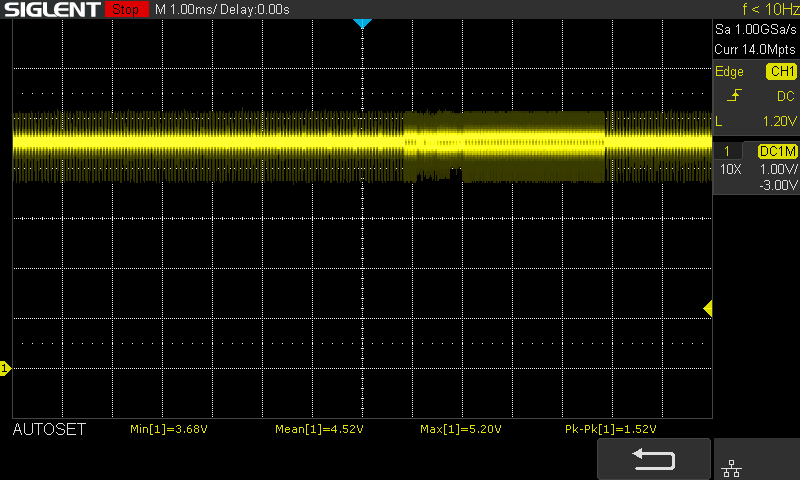 SIGLENT Stop M 1.00ms/ Delay:0.00s f < 10Hz
Sa 1.00GSa/s
Curr 14.0Mpts
Edge CH1
DC
L 1.20V
1 DC1M
10X 1.00V/
-3.00V
1
AUTOSET Min[1]=3.68V Mean[1]=4.52V Max[1]=5.20V Pk-Pk[1]=1.52V